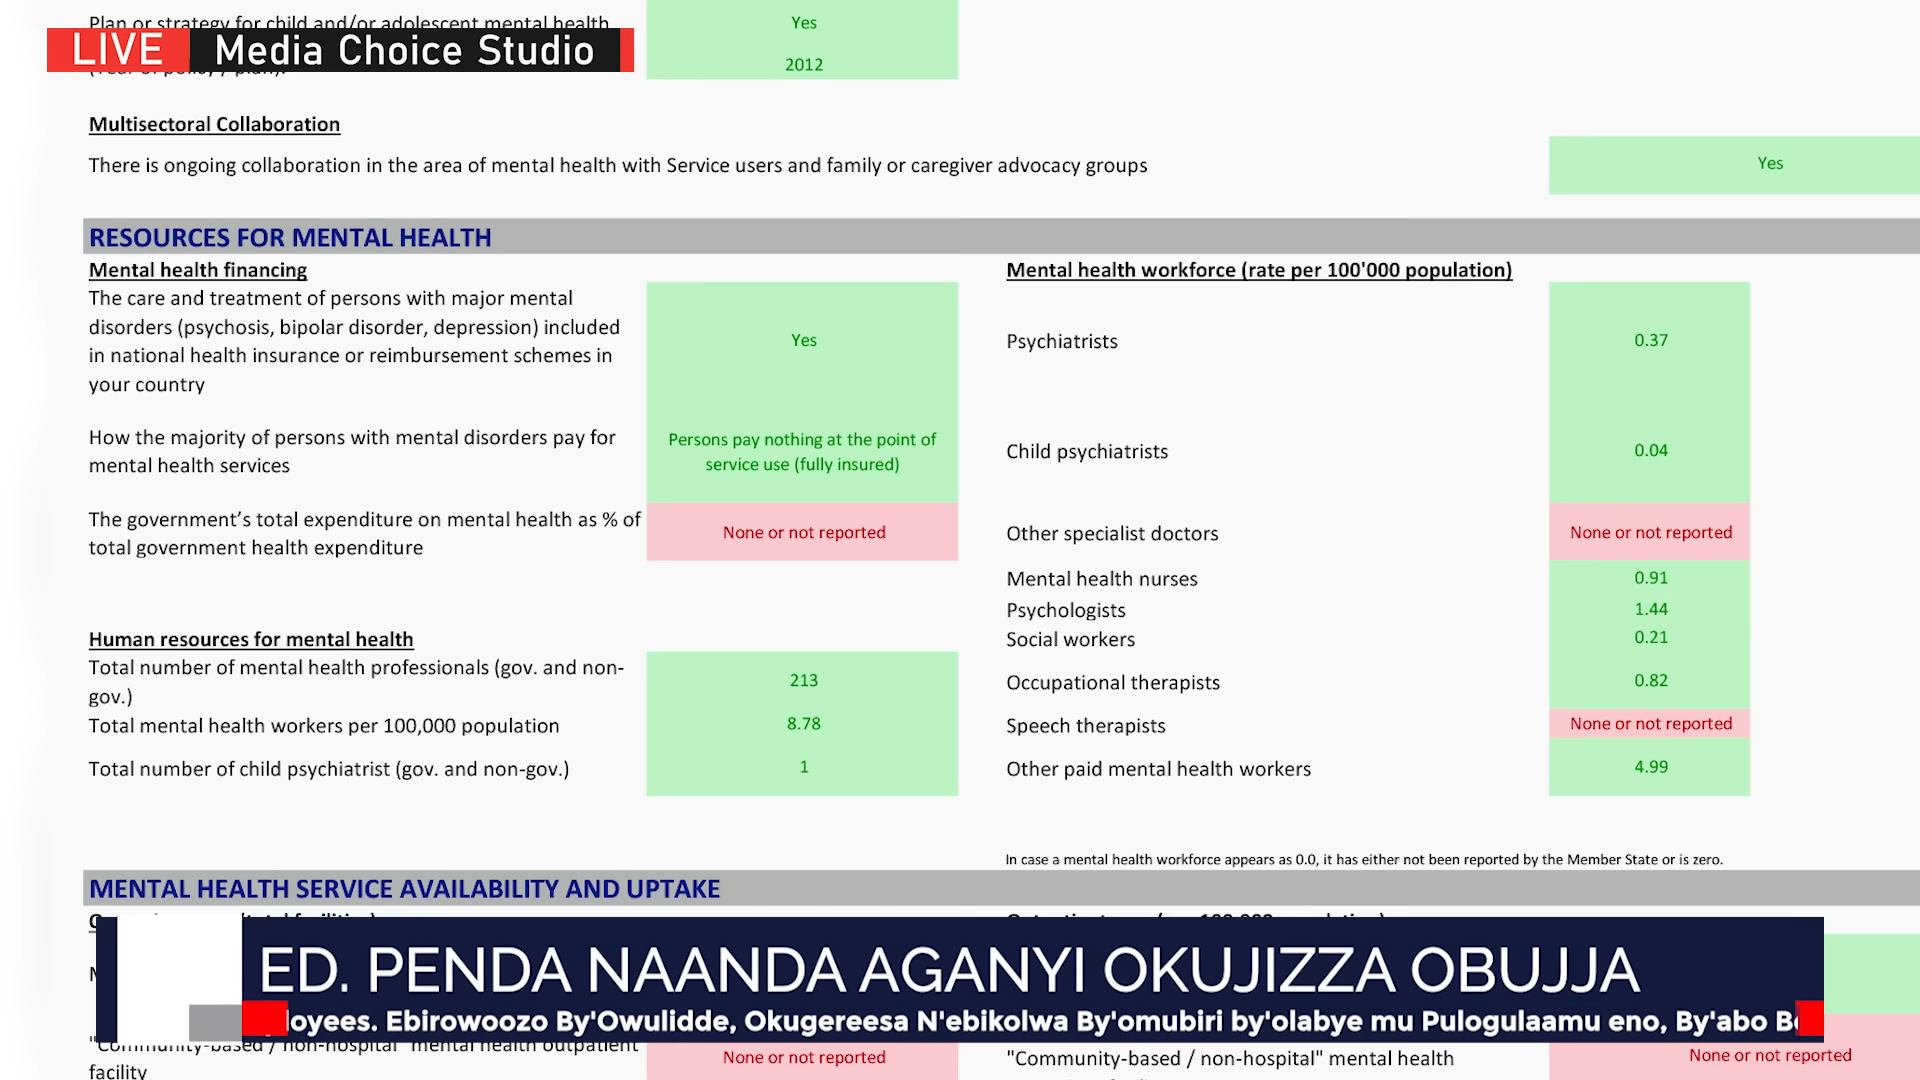 Plan or strategy for child and/or adolescent mental health
Yes
LIVE Media Choice Studio
2012
Multisectoral Collaboration
There is ongoing collaboration in the area of mental health with Service users and family or caregiver advocacy groups
Yes
RESOURCES FOR MENTAL HEALTH
Mental health financing
The care and treatment of persons with major mental
disorders (psychosis, bipolar disorder, depression) included
in national health insurance or reimbursement schemes in
your country
Yes
How the majority of persons with mental disorders pay for
mental health services
Persons pay nothing at the point of
service use (fully insured)
The government’s total expenditure on mental health as % of
total government health expenditure
None or not reported
Human resources for mental health
Total number of mental health professionals (gov. and non-
gov.)
213
Total mental health workers per 100,000 population
8.78
Total number of child psychiatrist (gov. and non-gov.)
1
Mental health workforce (rate per 100'000 population)
Psychiatrists
0.37
Child psychiatrists
0.04
Other specialist doctors
None or not reported
Mental health nurses
0.91
Psychologists
1.44
Social workers
0.21
Occupational therapists
0.82
Speech therapists
None or not reported
Other paid mental health workers
4.99
In case a mental health workforce appears as 0.0, it has either not been reported by the Member State or is zero.
MENTAL HEALTH SERVICE AVAILABILITY AND UPTAKE
ED. PENDA NAANDA AGANYI OKUJIZZA OBUJJA
loyees. Ebirowoozo By'Owulidde, Okugereesa N'ebikolwa By'omubiri by'olabye mu Pulogulaamu eno, By'abo
"Community-based / non-hospital" mental health outpatient
facility
None or not reported
"Community-based / non-hospital" mental health
None or not reported